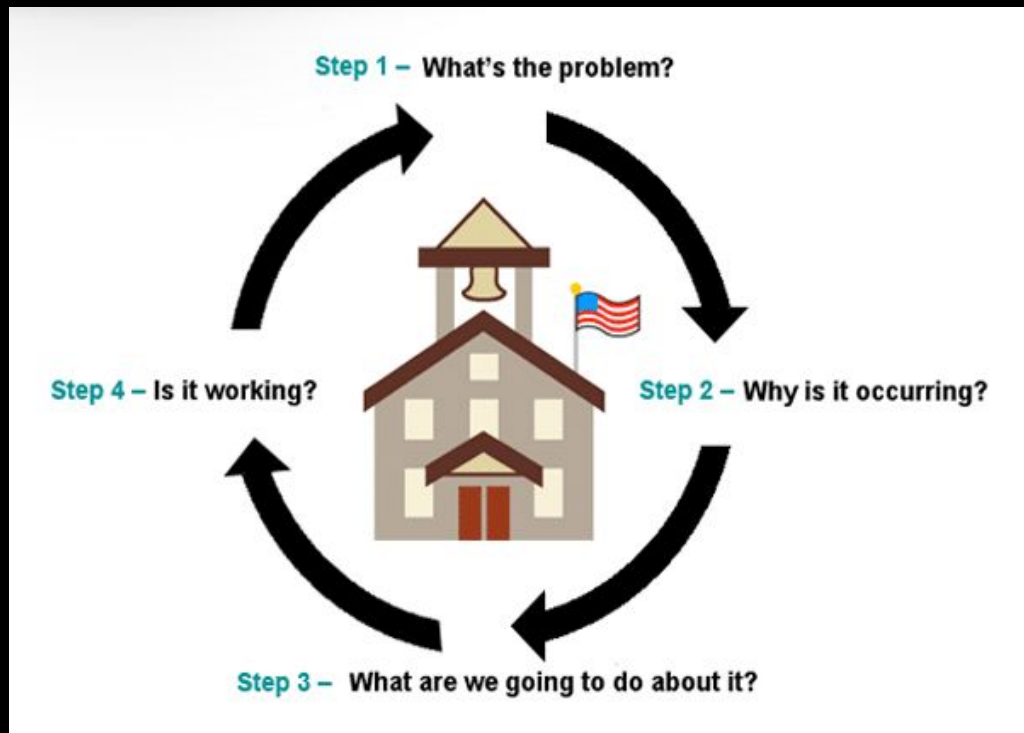 Step 1 – What's the problem?
Step 2 – Why is it occurring?
Step 3 – What are we going to do about it?
Step 4 – Is it working?